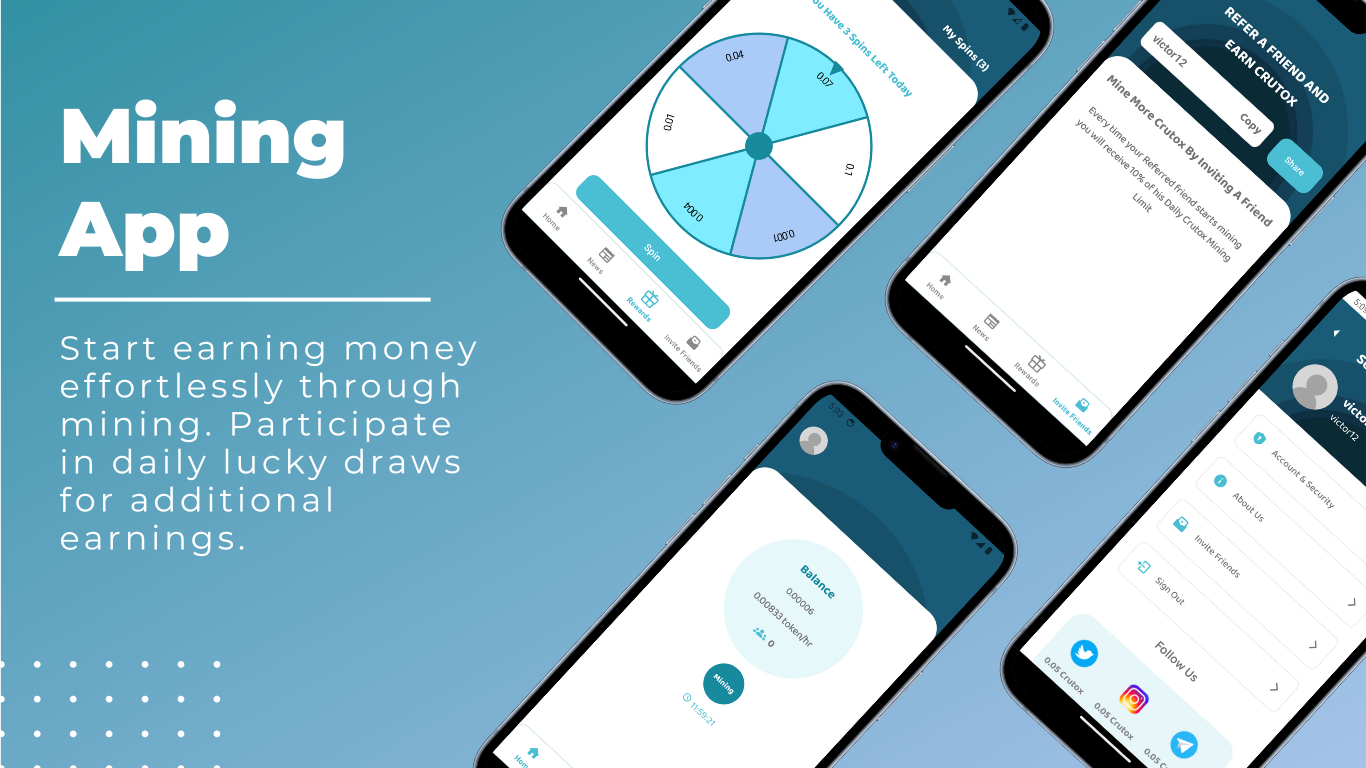 Mining
App
Start earning money
effortlessly through
mining. Participate
in daily lucky draws
for additional
earnings.
My Spins (3)
ou Have 3 Spins Left Today
0.04
0.07
0.01
0.1
0.004
0.007
Spin
Home
News
Rewards
Invite Friends
REFER A FRIEND AND
EARN CRUTOX
victor12
Copy
Share
Mine More Crutox By Inviting A Friend
Every time your Referred friend starts mining
you will receive 10% of his Daily Crutox Mining
Limit
Home
News
Rewards
Invite Friends
5:03
Balance
0.00006
0.00833 token/hr
0
Mining
11:59:21
Hom
5:05
victo
victor12
Account & Security
About Us
Invite Friends
Sign Out
Follow Us
0.05 Crutox
0.05 Crutox
0.05 C